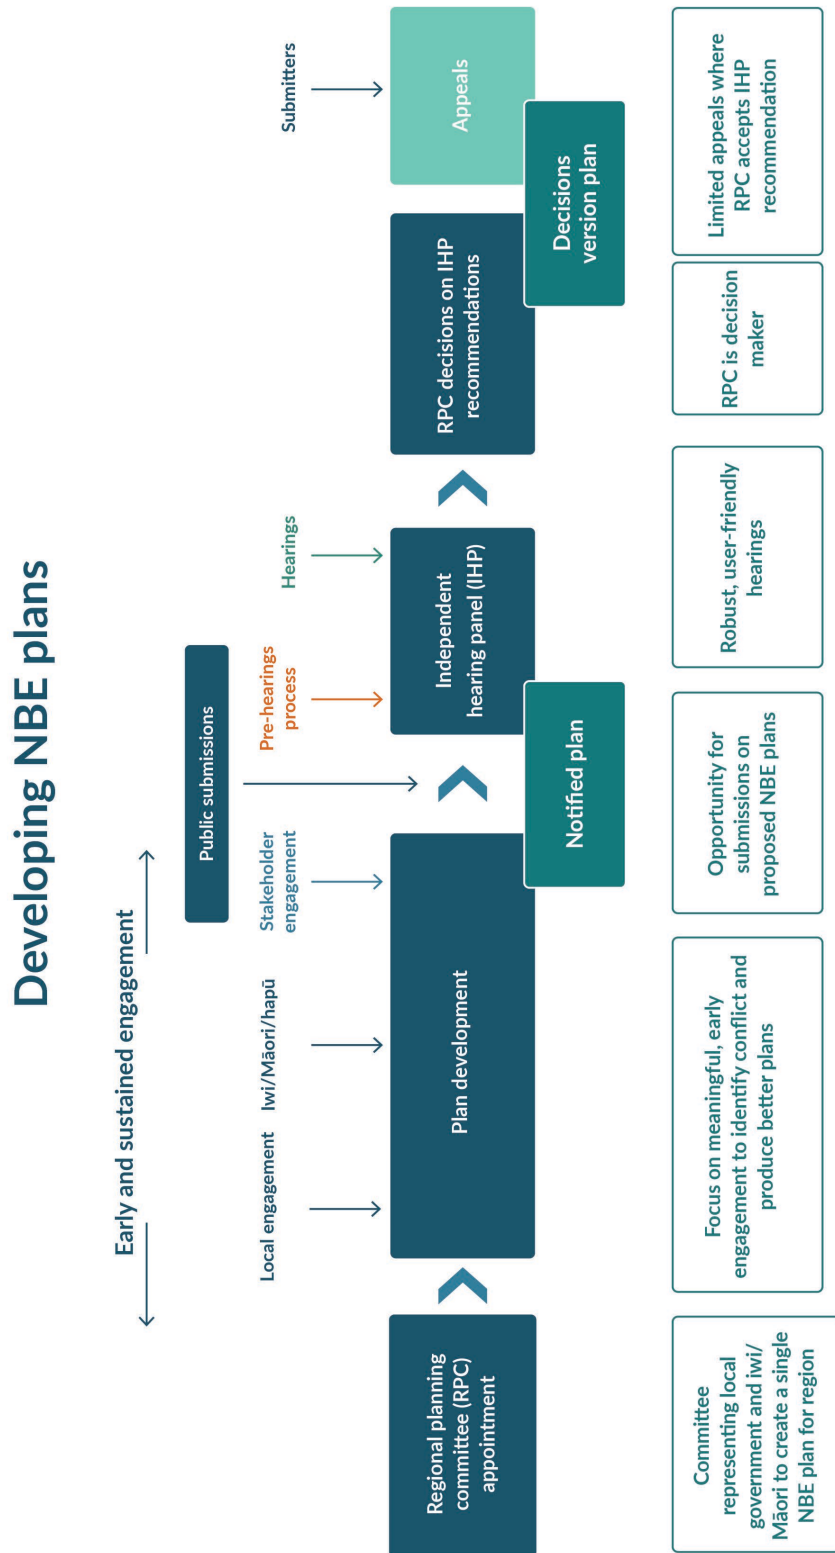 Developing NBE plans
Early and sustained engagement
Public submissions
Local engagement
Iwi/Māori/hapū
Stakeholder
engagement
Pre-hearings
process
Hearings
Submitters
Regional planning
committee (RPC)
appointment
Plan development
Independent
hearing panel (IHP)
RPC decisions on IHP
recommendations
Appeals
Notified plan
Decisions
version plan
Committee
representing local
government and iwi/
Māori to create a single
NBE plan for region
Focus on meaningful, early
engagement to identify conflict and
produce better plans
Opportunity for
submissions on
proposed NBE plans
Robust, user-friendly
hearings
RPC is decision
maker
Limited appeals where
RPC accepts IHP
recommendation